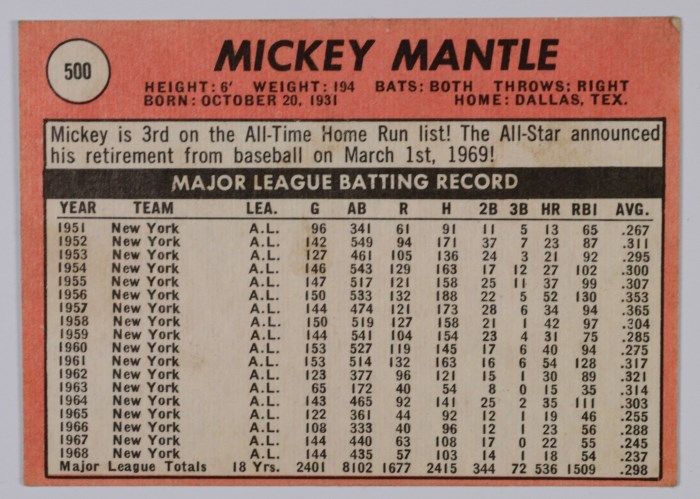 500
MICKEY MANTLE
HEIGHT: 6' WEIGHT: 194 BATS: BOTH THROWS: RIGHT
BORN: OCTOBER 20, 1931 HOME: DALLAS, TEX.
Mickey is 3rd on the All-Time Home Run list! The All-Star announced
his retirement from baseball on March 1st, 1969!
MAJOR LEAGUE BATTING RECORD
YEAR TEAM LEA. G AB R H 2B 3B HR RBI AVG.
1951 New York A.L. 96 341 61 91 11 5 13 65 .267
1952 New York A.L. 142 549 94 171 37 7 23 87 .311
1953 New York A.L. 127 461 105 136 24 3 21 92 .295
1954 New York A.L. 146 543 129 163 17 12 27 102 .300
1955 New York A.L. 147 517 121 158 25 11 37 99 .307
1956 New York A.L. 150 533 132 188 22 5 52 130 .353
1957 New York A.L. 144 474 121 173 28 6 34 94 .365
1958 New York A.L. 150 519 127 158 21 1 42 97 .304
1959 New York A.L. 144 541 104 154 23 4 31 75 .285
1960 New York A.L. 153 527 119 145 17 6 40 94 .275
1961 New York A.L. 153 514 132 163 16 6 54 128 .317
1962 New York A.L. 123 377 96 121 15 1 30 89 .321
1963 New York A.L. 65 172 40 54 8 0 15 35 .314
1964 New York A.L. 143 465 92 141 25 2 35 111 .303
1965 New York A.L. 122 361 44 92 12 1 19 46 .255
1966 New York A.L. 108 333 40 96 12 1 23 56 .288
1967 New York A.L. 144 440 63 108 17 0 22 55 .245
1968 New York A.L. 144 435 57 103 14 1 18 54 .237
Major League Totals 18 Yrs. 2401 8102 1677 2415 344 72 536 1509 .298